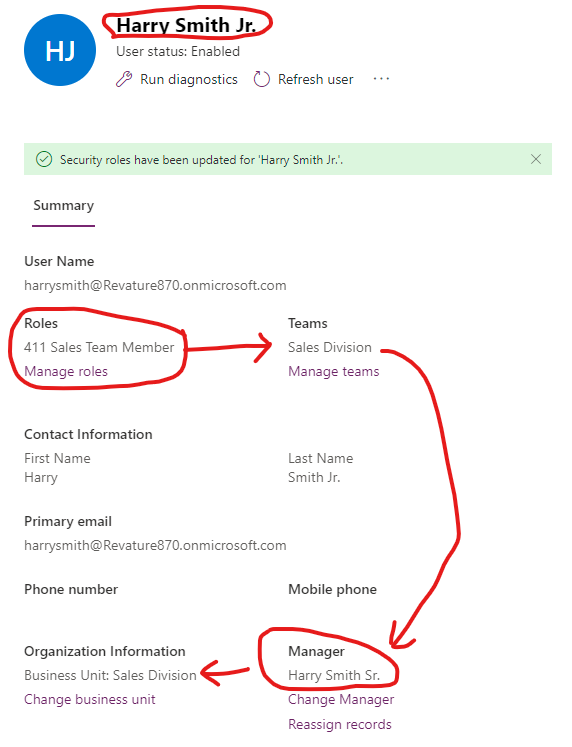 HJ
Harry Smith Jr.
User status: Enabled
Run diagnostics Refresh user ...
Security roles have been updated for 'Harry Smith Jr.'.
Summary
User Name
harrysmith@Revature870.onmicrosoft.com
Roles Teams
411 Sales Team Member Sales Division
Manage roles Manage teams
Contact Information
First Name Last Name
Harry Smith Jr.
Primary email
harrysmith@Revature870.onmicrosoft.com
Phone number Mobile phone
Organization Information Manager
Business Unit: Sales Division Harry Smith Sr.
Change business unit Change Manager
Reassign records